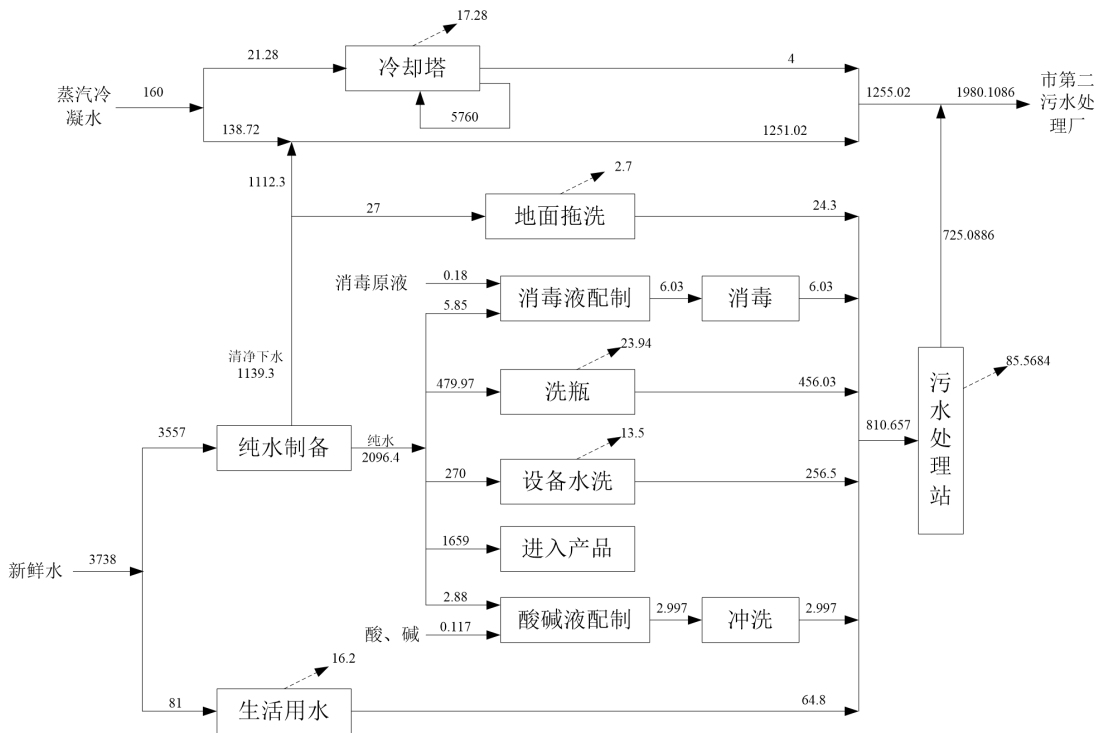 17.28
21.28
冷却塔
4
蒸汽冷
凝水
160
5760
1255.02
1980.1086
市第二
污水处
理厂
138.72
1251.02
1112.3
2.7
27
地面拖洗
24.3
725.0886
消毒原液
0.18
消毒液配制
6.03
消毒
6.03
5.85
清净下水
1139.3
23.94
479.97
洗瓶
456.03
85.5684
污水处理站
3557
纯水制备
纯水
2096.4
13.5
810.657
270
设备水洗
256.5
1659
进入产品
新鲜水
3738
2.88
酸碱液配制
2.997
冲洗
2.997
酸、碱
0.117
16.2
81
生活用水
64.8